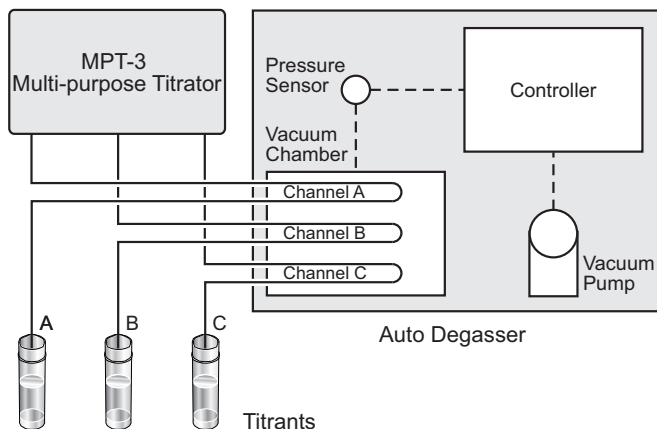 MPT-3
Multi-purpose Titrator
Pressure
Sensor
Controller
Vacuum
Chamber
Channel A
Channel B
Channel C
Vacuum
Pump
A
B
C
Auto Degasser
Titrants